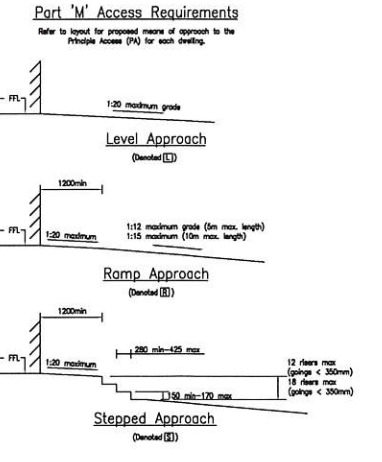 Part 'M' Access Requirements
Refer to layout for proposed means of approach to the
Principle Access (PA) for each dwelling.
FFL
1:20 maximum grade
Level Approach
(Denoted L)
1200min
FFL
1:20 maximum
1:12 maximum grade (5m max. length)
1:15 maximum (10m max. length)
Ramp Approach
(Denoted R)
1200min
280 min-425 max
FFL
1:20 maximum
12 risers max
(goings < 350mm)
18 risers max
(goings < 350mm)
150 min-170 max
Stepped Approach
(Denoted S)